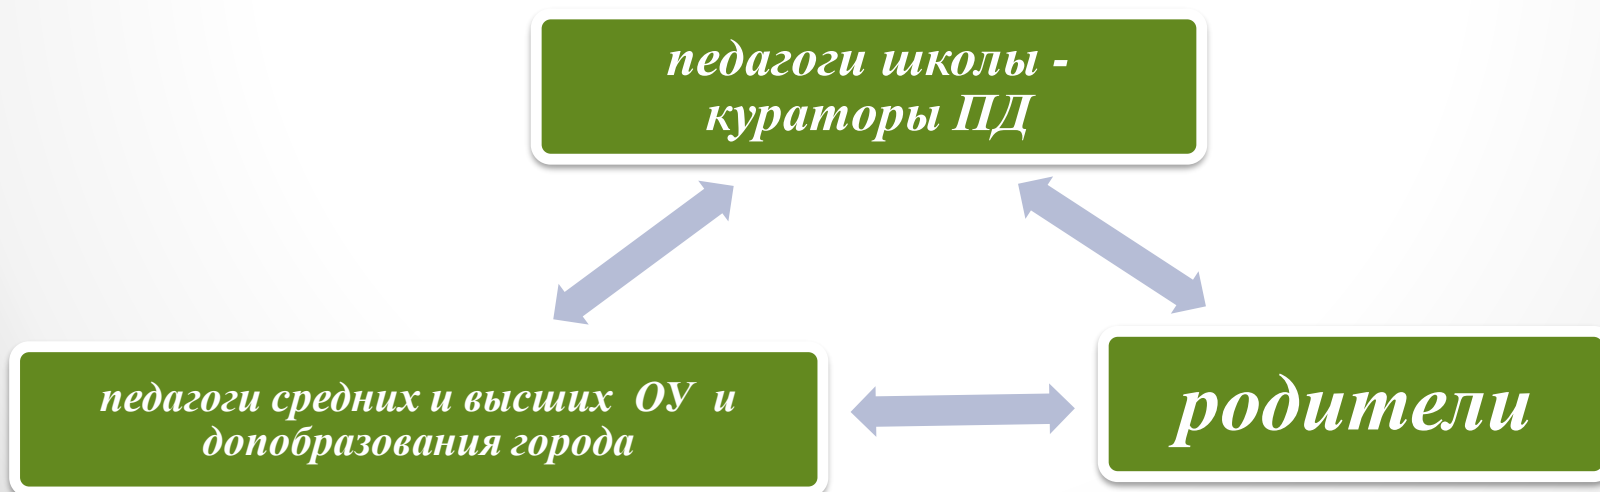 педагоги школы -
кураторы ПД
педагоги средних и высших ОУ и
допобразования города
родители